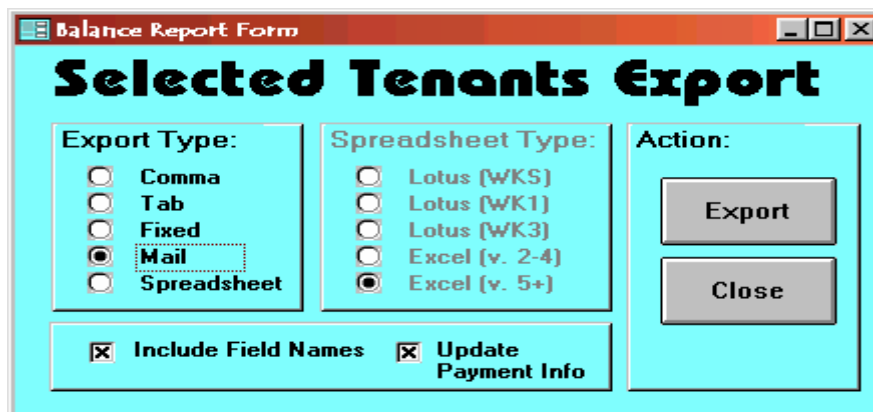 Balance Report Form
Selected Tenants Export
Export Type:
Comma
Tab
Fixed
Mail
Spreadsheet
Spreadsheet Type:
Lotus (WKS)
Lotus (WK1)
Lotus (WK3)
Excel (v. 2-4)
Excel (v. 5+)
Action:
Export
Close
Include Field Names
Update
Payment Info